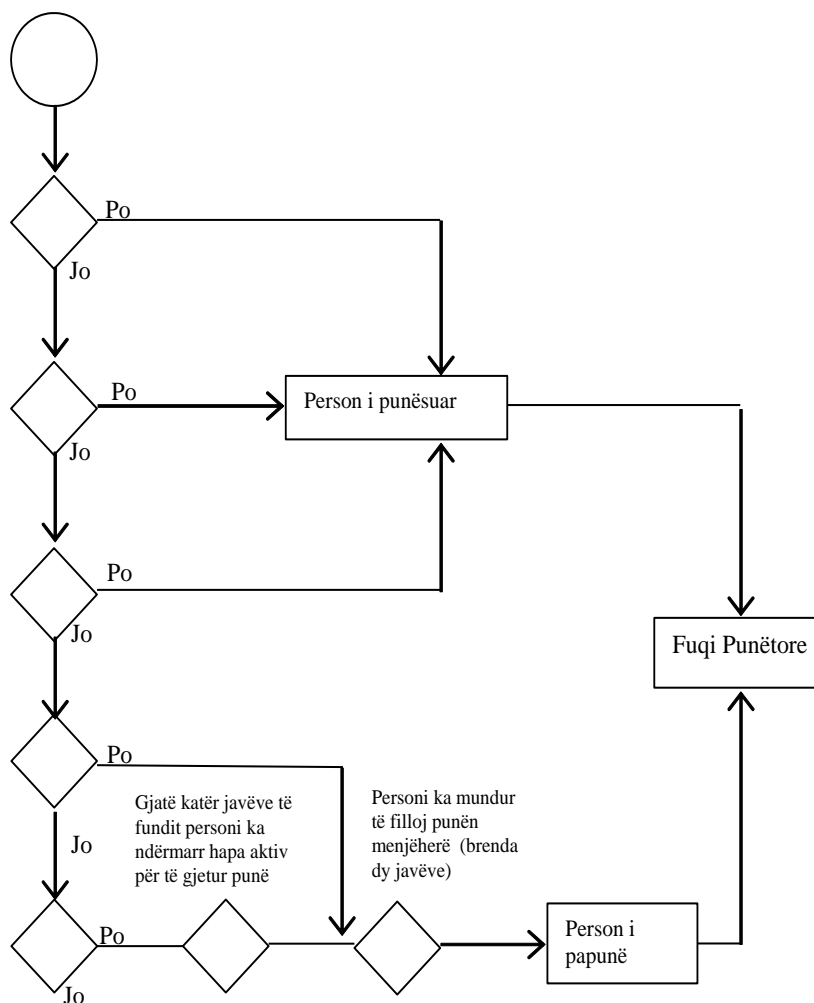 Po
Jo
Po
Person i punësuar
Jo
Po
Jo
Fuqi Punëtore
Po
Gjatë katër javëve të
fundit personi ka
ndërmarr hapa aktiv
për të gjetur punë
Personi ka mundur
të filloj punën
menjëherë (brenda
dy javëve)
Jo
Po
Person i
papunë
Jo